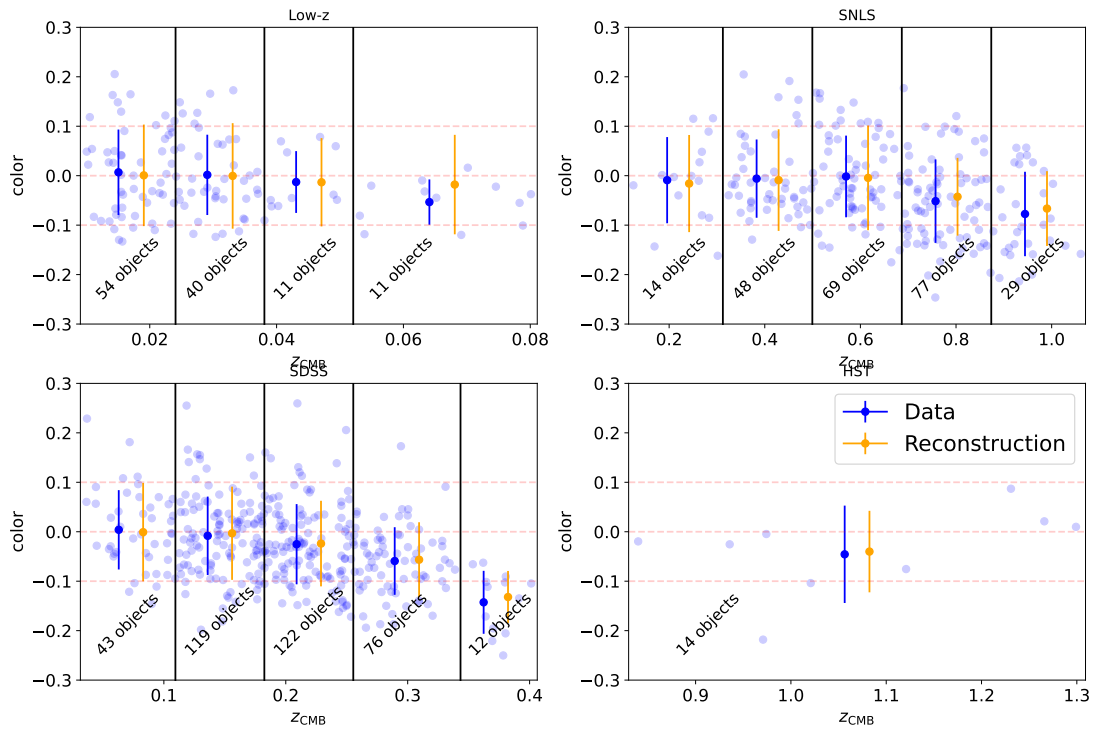 Low-z
0.3
0.2
0.1
0.0
−0.1
−0.2
−0.3
color
54 objects
40 objects
11 objects
11 objects
0.02
0.04
0.06
0.08
zCMB
SNLS
0.3
0.2
0.1
0.0
−0.1
−0.2
−0.3
color
14 objects
48 objects
69 objects
77 objects
29 objects
0.2
0.4
0.6
0.8
1.0
zCMB
SDSS
0.3
0.2
0.1
0.0
−0.1
−0.2
−0.3
color
43 objects
119 objects
122 objects
76 objects
12 objects
0.1
0.2
0.3
0.4
zCMB
HST
0.3
0.2
0.1
0.0
−0.1
−0.2
−0.3
color
Data
Reconstruction
14 objects
0.9
1.0
1.1
1.2
1.3
zCMB